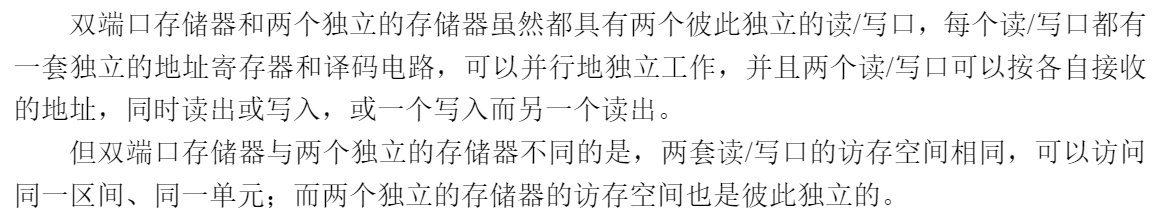 双端口存储器和两个独立的存储器虽然都具有两个彼此独立的读/写口，每个读/写口都有
一套独立的地址寄存器和译码电路，可以并行地独立工作，并且两个读/写口可以按各自接收
的地址，同时读出或写入，或一个写入而另一个读出。
但双端口存储器与两个独立的存储器不同的是，两套读/写口的访存空间相同，可以访问
同一区间、同一单元；而两个独立的存储器的访存空间也是彼此独立的。